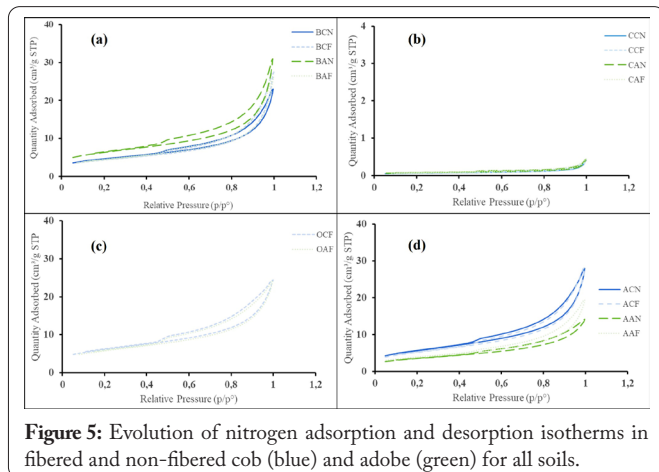 (a)
BCN
BCF
BAN
BAF
Quantity Adsorbed (cm³/g STP)
40
30
20
10
0
0 0,2 0,4 0,6 0,8 1 1,2
Relative Pressure (p/p°)
(b)
CCN
CCF
CAN
CAF
Quantity Adsorbed (cm³/g STP)
4
3
2
1
0
0 0,2 0,4 0,6 0,8 1 1,2
Relative Pressure (p/p°)
(c)
OCF
OAF
Quantity Adsorbed (cm³/g STP)
40
30
20
10
0
0 0,2 0,4 0,6 0,8 1 1,2
Relative Pressure (p/p°)
(d)
ACN
ACF
AAN
AAF
Quantity Adsorbed (cm³/g STP)
40
30
20
10
0
0 0,2 0,4 0,6 0,8 1 1,2
Relative Pressure (p/p°)
Figure 5: Evolution of nitrogen adsorption and desorption isotherms in
fibered and non-fibered cob (blue) and adobe (green) for all soils.